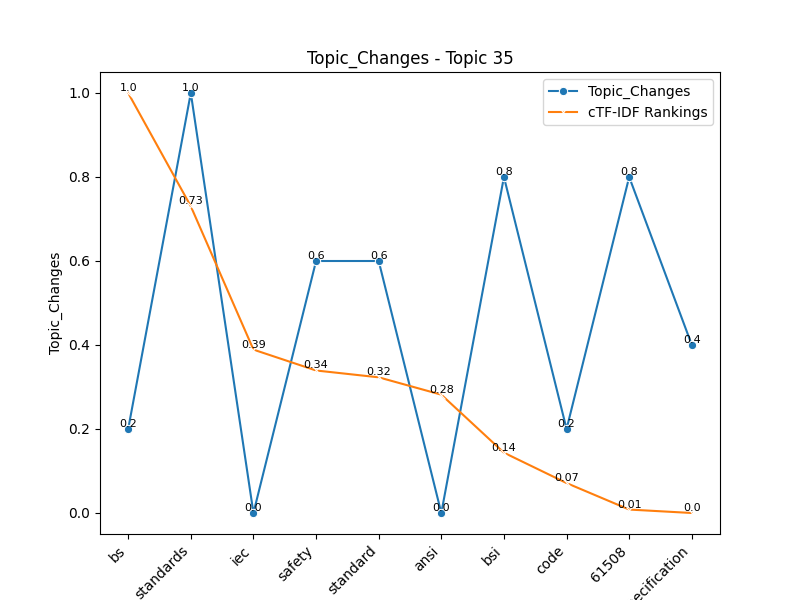 Topic_Changes - Topic 35
Topic_Changes
cTF-IDF Rankings
Topic_Changes
1.0
0.8
0.6
0.4
0.2
0.0
1.0
1.0
0.73
0.39
0.34
0.32
0.28
0.14
0.07
0.01
0.0
0.2
0.0
0.6
0.6
0.0
0.8
0.2
0.8
0.4
bs
standards
iec
safety
standard
ansi
bsi
code
61508
ecification